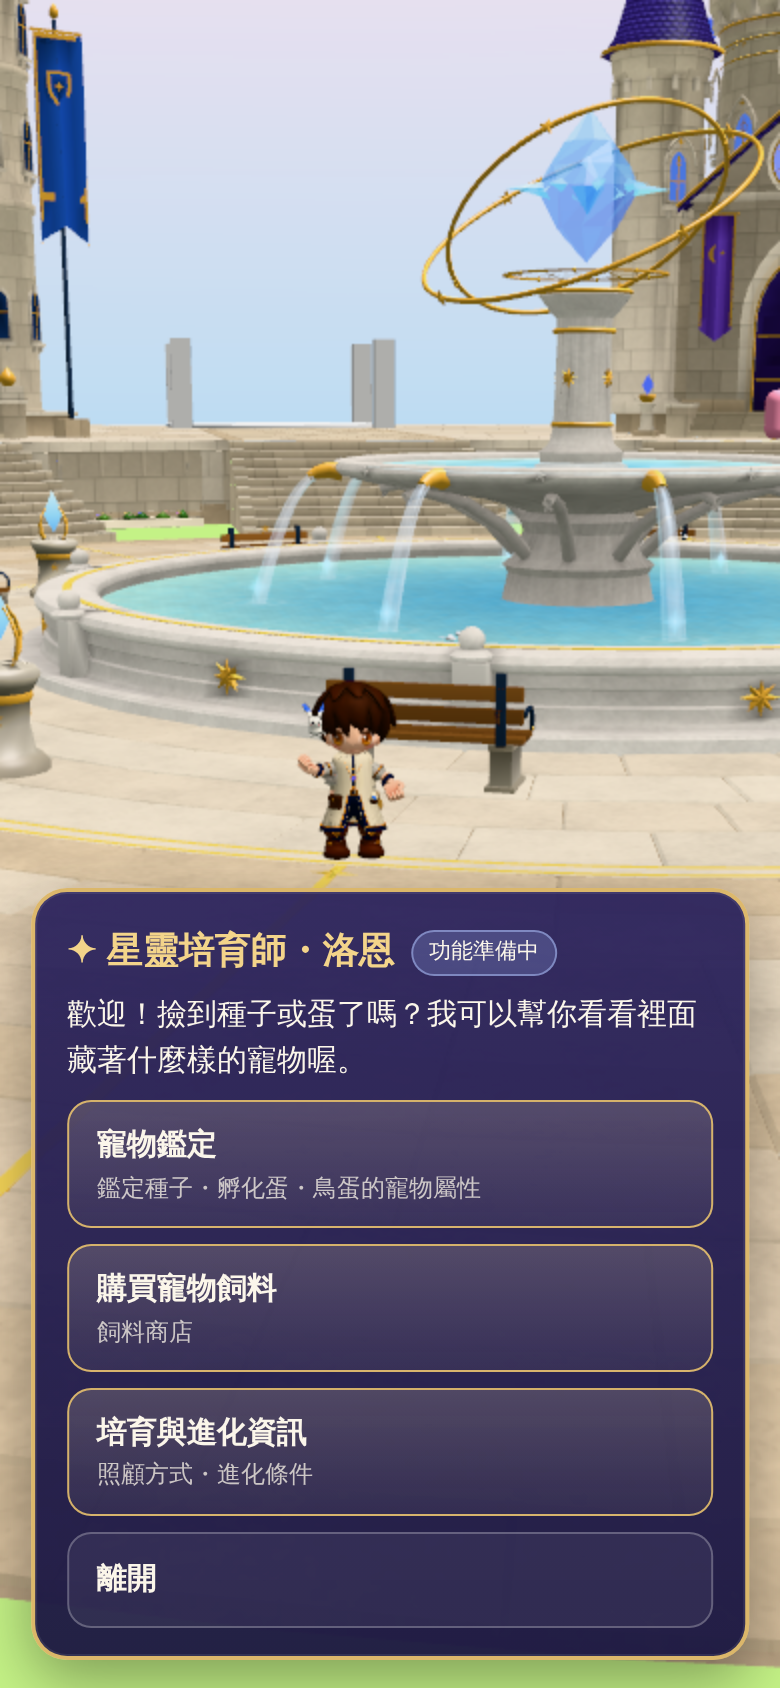 ✦ 星靈培育師・洛恩 功能準備中
歡迎！撿到種子或蛋了嗎？我可以幫你看看裡面
藏著什麼樣的寵物喔。
寵物鑑定
鑑定種子・孵化蛋・鳥蛋的寵物屬性
購買寵物飼料
飼料商店
培育與進化資訊
照顧方式・進化條件
離開